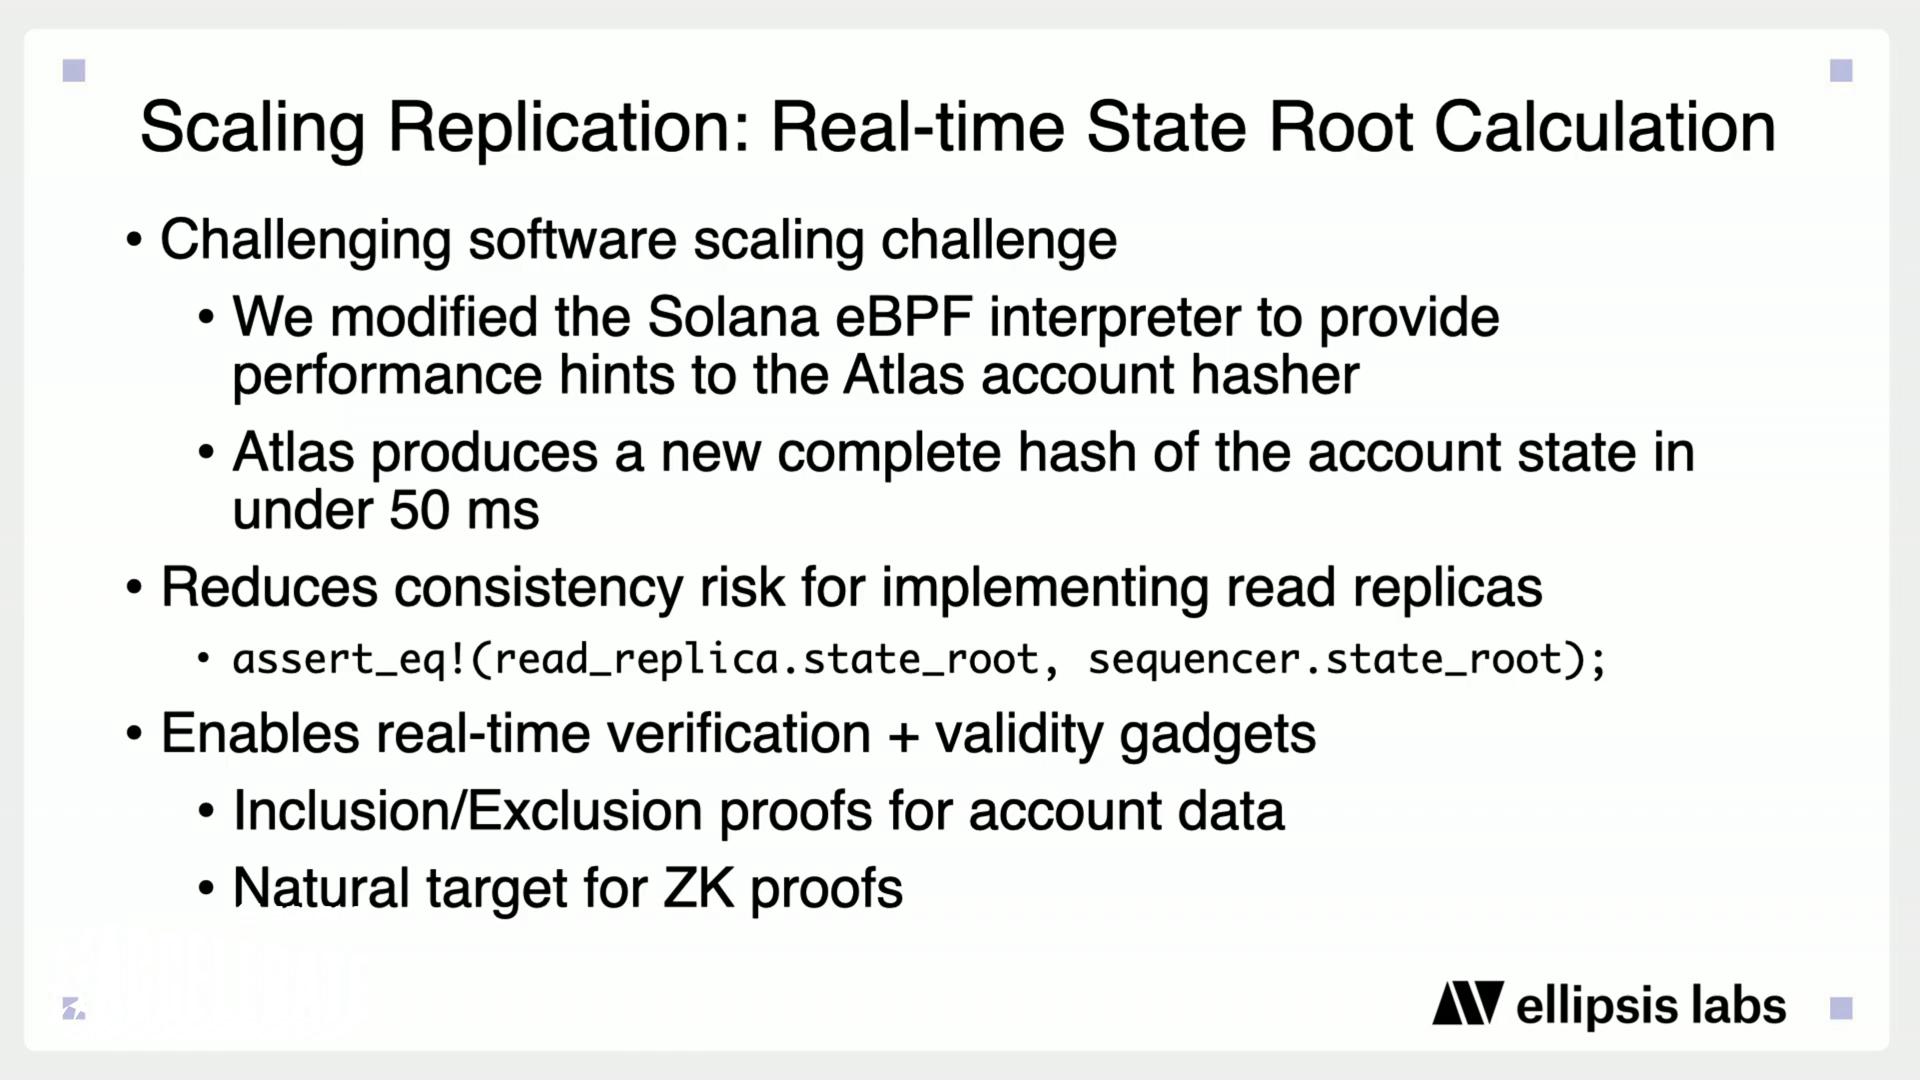 Scaling Replication: Real-time State Root Calculation
• Challenging software scaling challenge
• We modified the Solana eBPF interpreter to provide
performance hints to the Atlas account hasher
• Atlas produces a new complete hash of the account state in
under 50 ms
• Reduces consistency risk for implementing read replicas
• assert_eq!(read_replica.state_root, sequencer.state_root);
• Enables real-time verification + validity gadgets
• Inclusion/Exclusion proofs for account data
• Natural target for ZK proofs
ellipsis labs